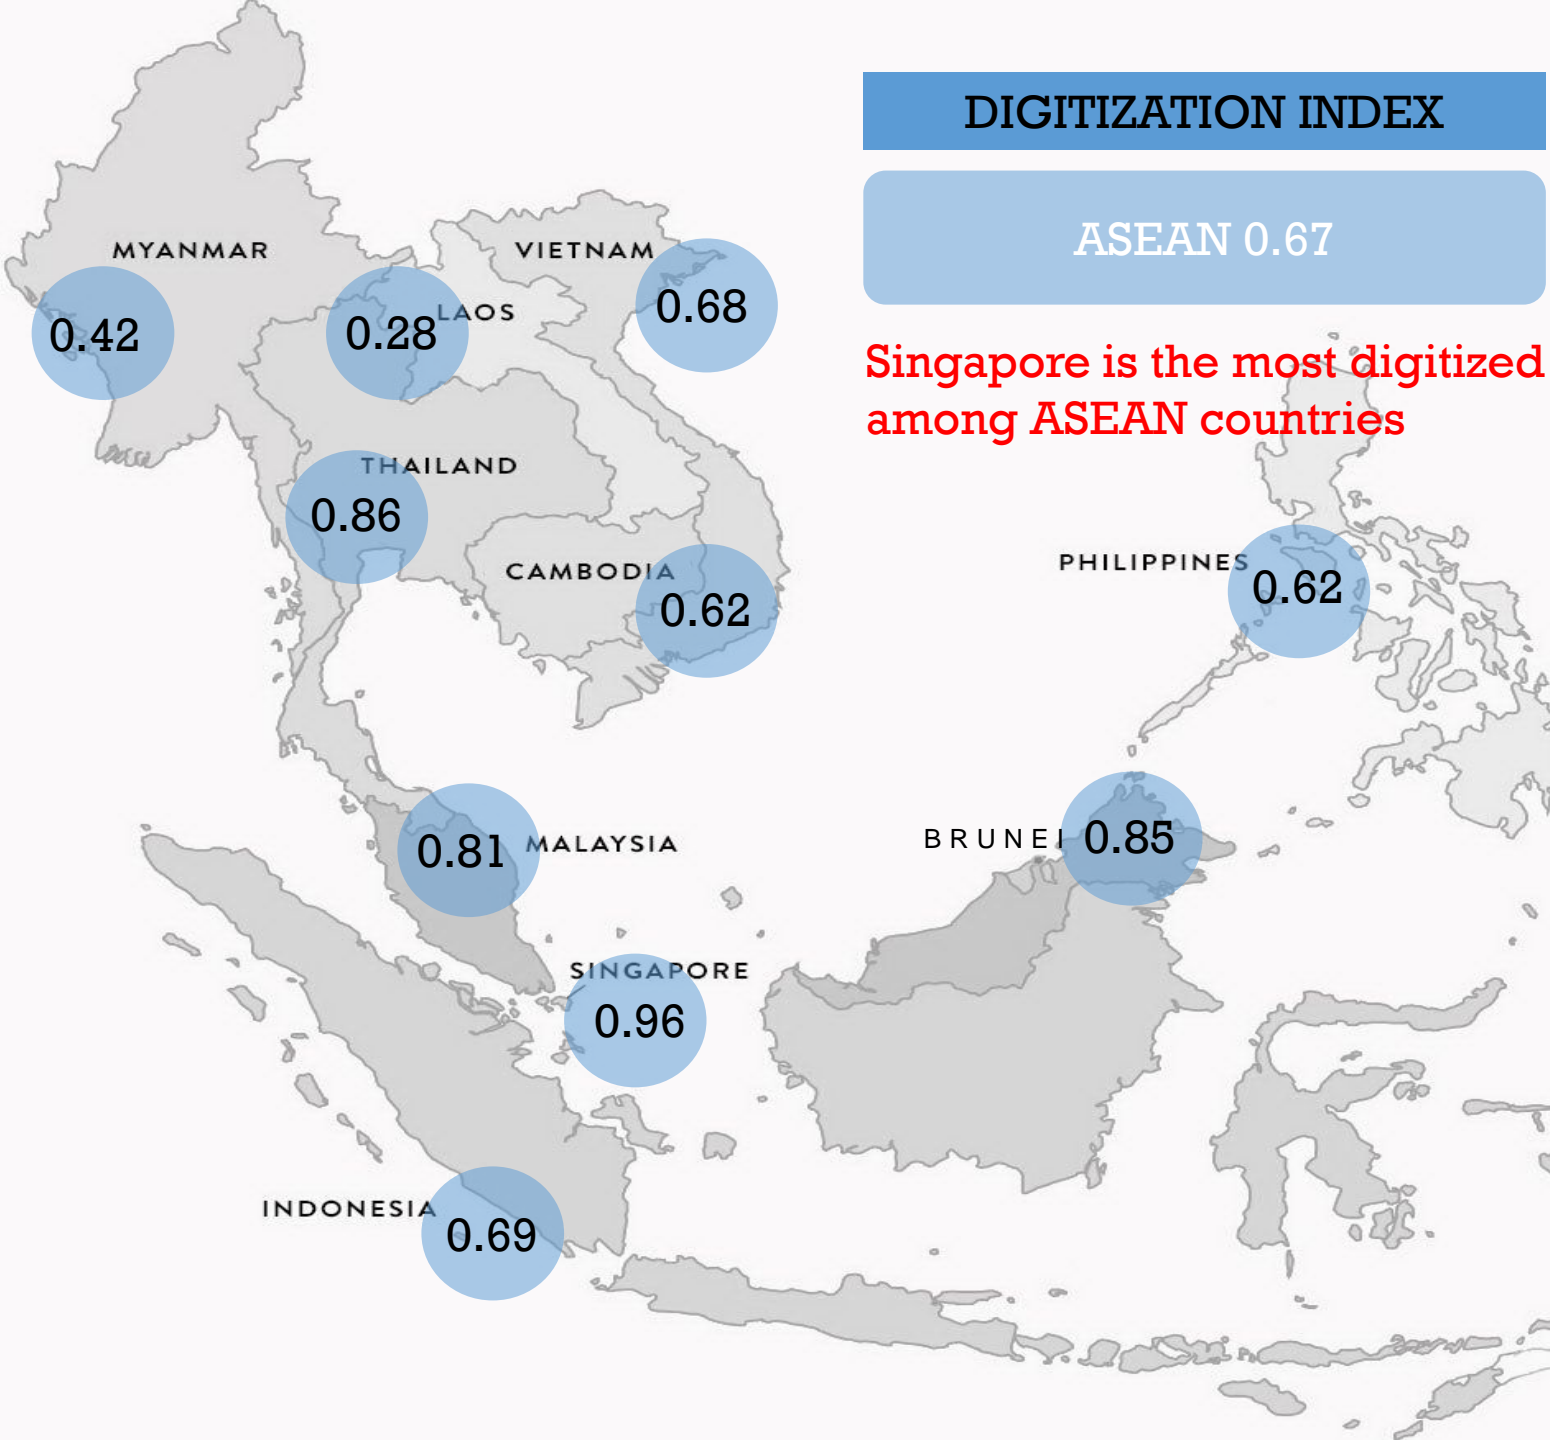 DIGITIZATION INDEX
ASEAN 0.67
Singapore is the most digitized
among ASEAN countries
MYANMAR
0.42
LAOS
0.28
VIETNAM
0.68
THAILAND
0.86
CAMBODIA
0.62
PHILIPPINES
0.62
MALAYSIA
0.81
BRUNEI
0.85
SINGAPORE
0.96
INDONESIA
0.69